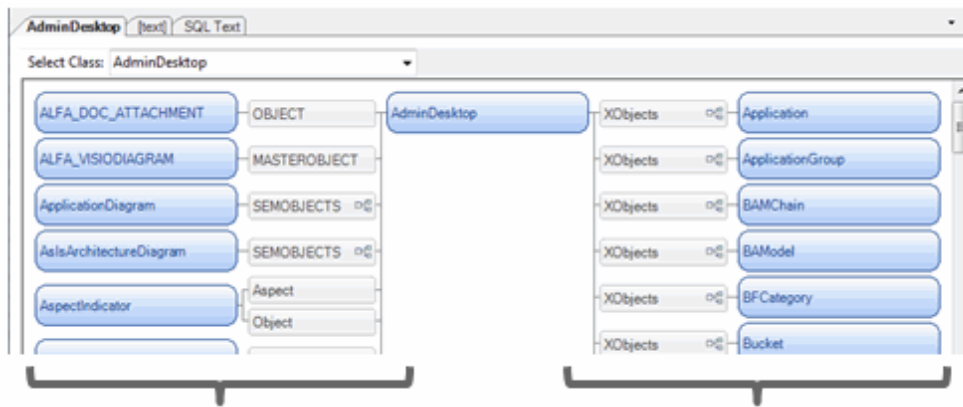 AdminDesktop [text] SQL Text
Select Class: AdminDesktop
ALFA_DOC_ATTACHMENT OBJECT AdminDesktop XObjects Application
ALFA_VISIODIAGRAM MASTEROBJECT XObjects ApplicationGroup
ApplicationDiagram SEMOBJECTS XObjects BAMChain
AsIsArchitectureDiagram SEMOBJECTS XObjects BAModel
AspectIndicator Aspect XObjects BFCategory
Object
XObjects Bucket